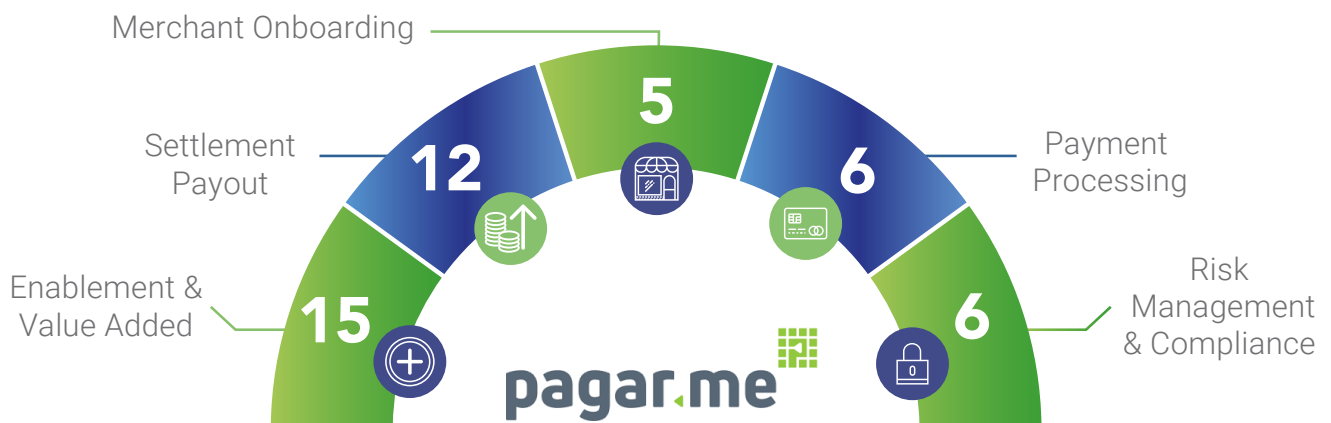 Merchant Onboarding
5
Settlement
Payout
12
6
Payment
Processing
Enablement &
Value Added
15
6
Risk
Management
& Compliance
pagar.me